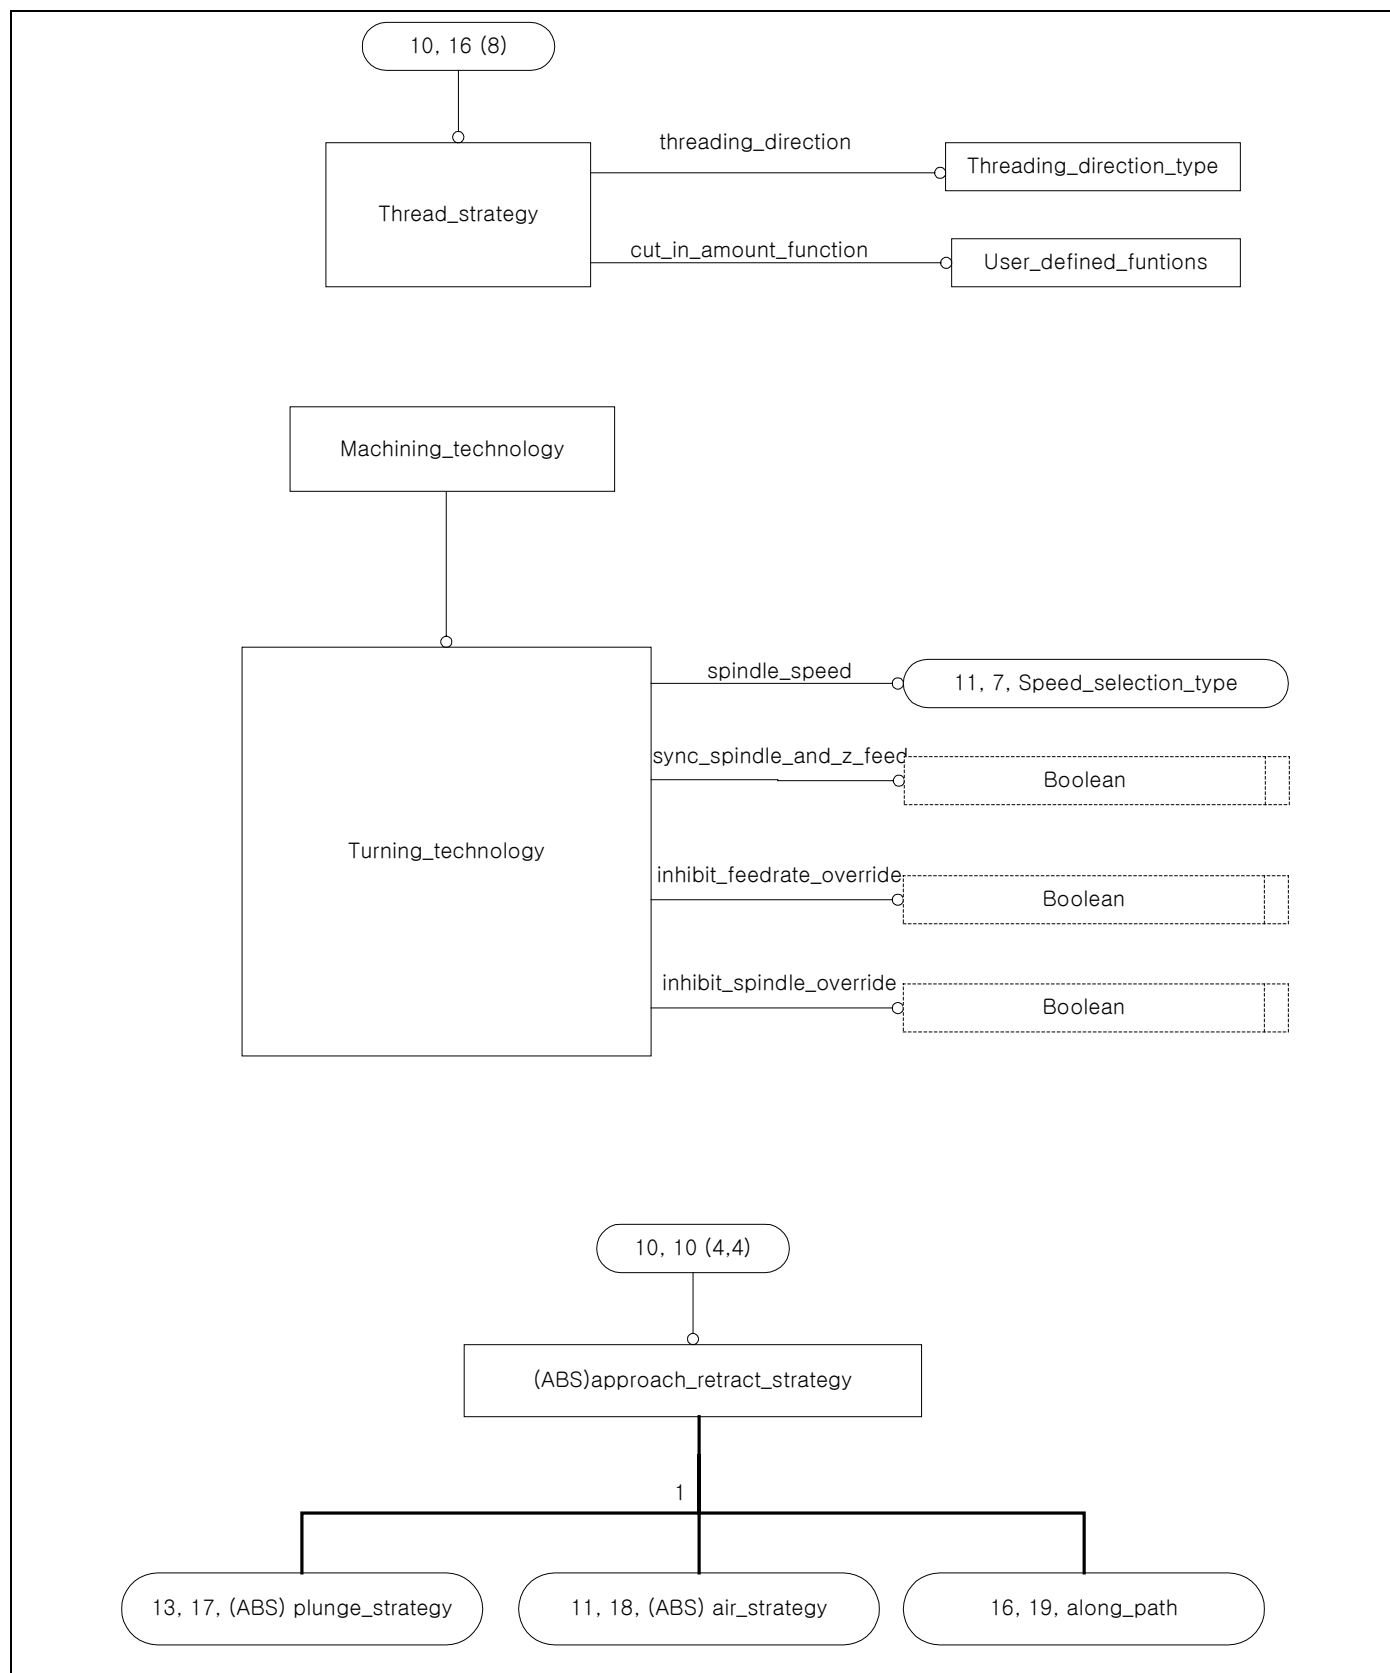 10, 16 (8)
threading_direction
Threading_direction_type
Thread_strategy
cut_in_amount_function
User_defined_funtions
Machining_technology
spindle_speed
11, 7, Speed_selection_type
sync_spindle_and_z_feed
Boolean
Turning_technology
inhibit_feedrate_override
Boolean
inhibit_spindle_override
Boolean
10, 10 (4,4)
(ABS)approach_retract_strategy
1
13, 17, (ABS) plunge_strategy
11, 18, (ABS) air_strategy
16, 19, along_path